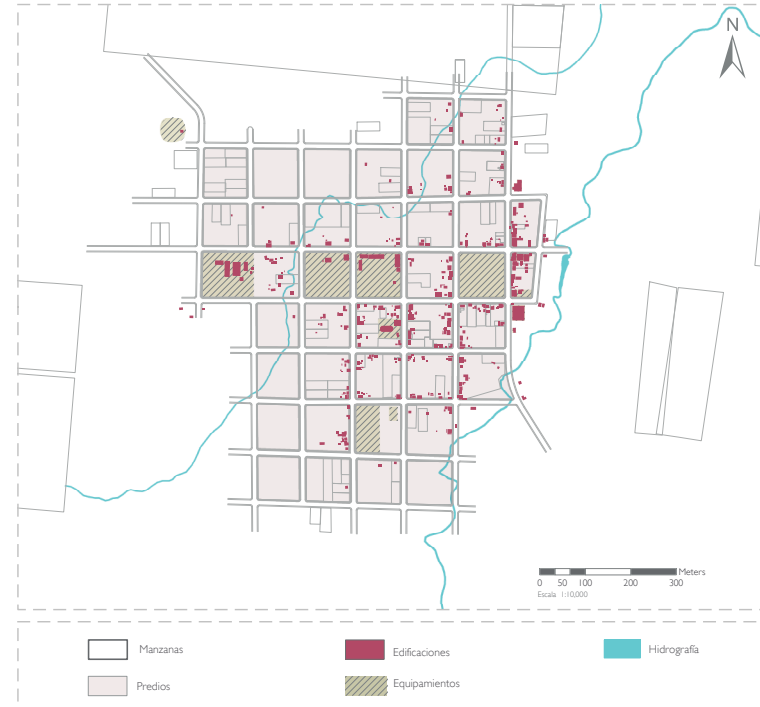 N
Meters
0 50 100 200 300
Escala 1:10,000
Manzanas
Edificaciones
Hidrografía
Predios
Equipamientos